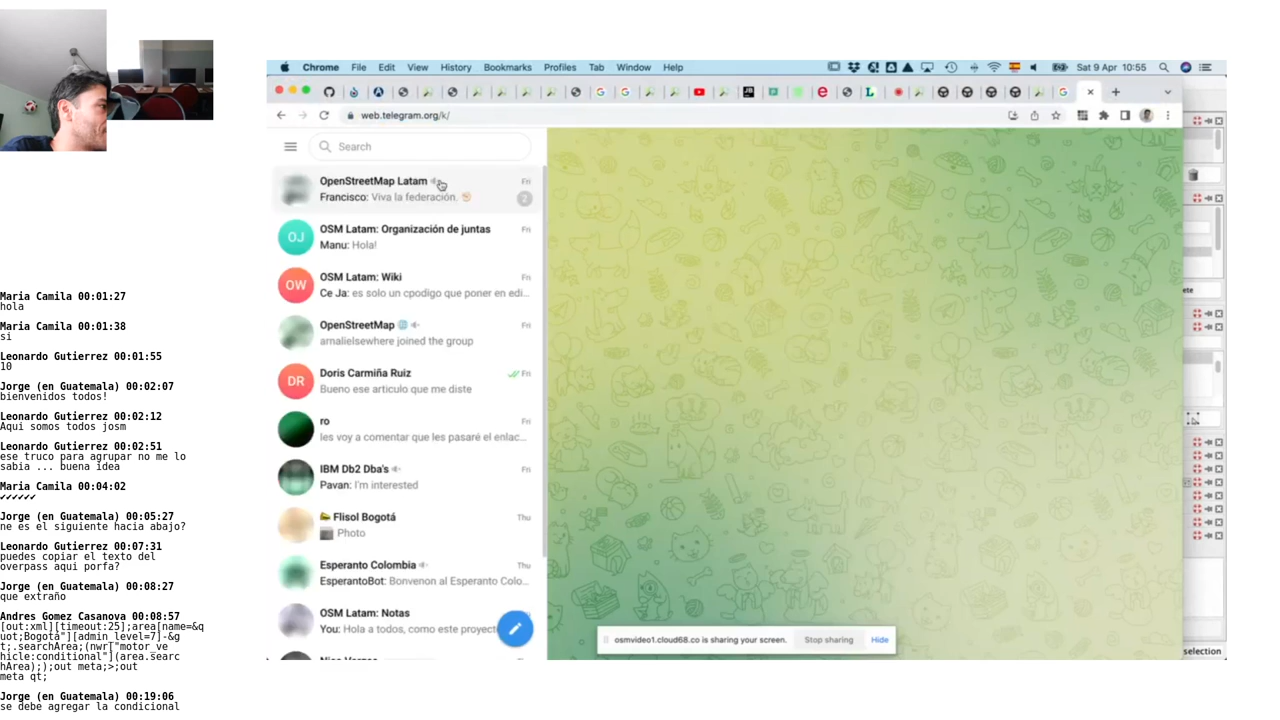 Maria Camila 00:01:27
hola
Maria Camila 00:01:38
si
Leonardo Gutierrez 00:01:55
10
Jorge (en Guatemala) 00:02:07
bienvenidos todos!
Leonardo Gutierrez 00:02:12
Aqui somos todos josm
Leonardo Gutierrez 00:02:51
ese truco para agrupar no me lo
sabia ... buena idea
Maria Camila 00:04:02
✔✔✔✔✔✔
Jorge (en Guatemala) 00:05:27
ne es el siguiente hacia abajo?
Leonardo Gutierrez 00:07:31
puedes copiar el texto del
overpass aqui porfa?
Jorge (en Guatemala) 00:08:27
que extraño
Andres Gomez Casanova 00:08:57
[out:xml][timeout:25];area[name=&q
uot;Bogotá"][admin_level=7]-&g
t;.searchArea;(nwr["motor_ve
hicle:conditional"](area.searc
hArea););out meta;>;out
meta qt;
Jorge (en Guatemala) 00:19:06
se debe agregar la condicional
Chrome File Edit View History Bookmarks Profiles Tab Window Help
Sat 9 Apr 10:55
web.telegram.org/k/
Search
OpenStreetMap Latam Fri
Francisco: Viva la federación. 2
OJ
OSM Latam: Organización de juntas Fri
Manu: Hola!
OW
OSM Latam: Wiki Fri
Ce Ja: es solo un cpodigo que poner en edi...
OpenStreetMap Fri
arnalielsewhere joined the group
DR
Doris Carmiña Ruiz Fri
Bueno ese articulo que me diste
ro Fri
les voy a comentar que les pasaré el enlac...
IBM Db2 Dba's Fri
Pavan: I'm interested
Flisol Bogotá Thu
Photo
Esperanto Colombia Thu
EsperantoBot: Bonvenon al Esperanto Colo...
OSM Latam: Notas
You: Hola a todos, como este proyect
osmvideo1.cloud68.co is sharing your screen. Stop sharing Hide
ete
selection